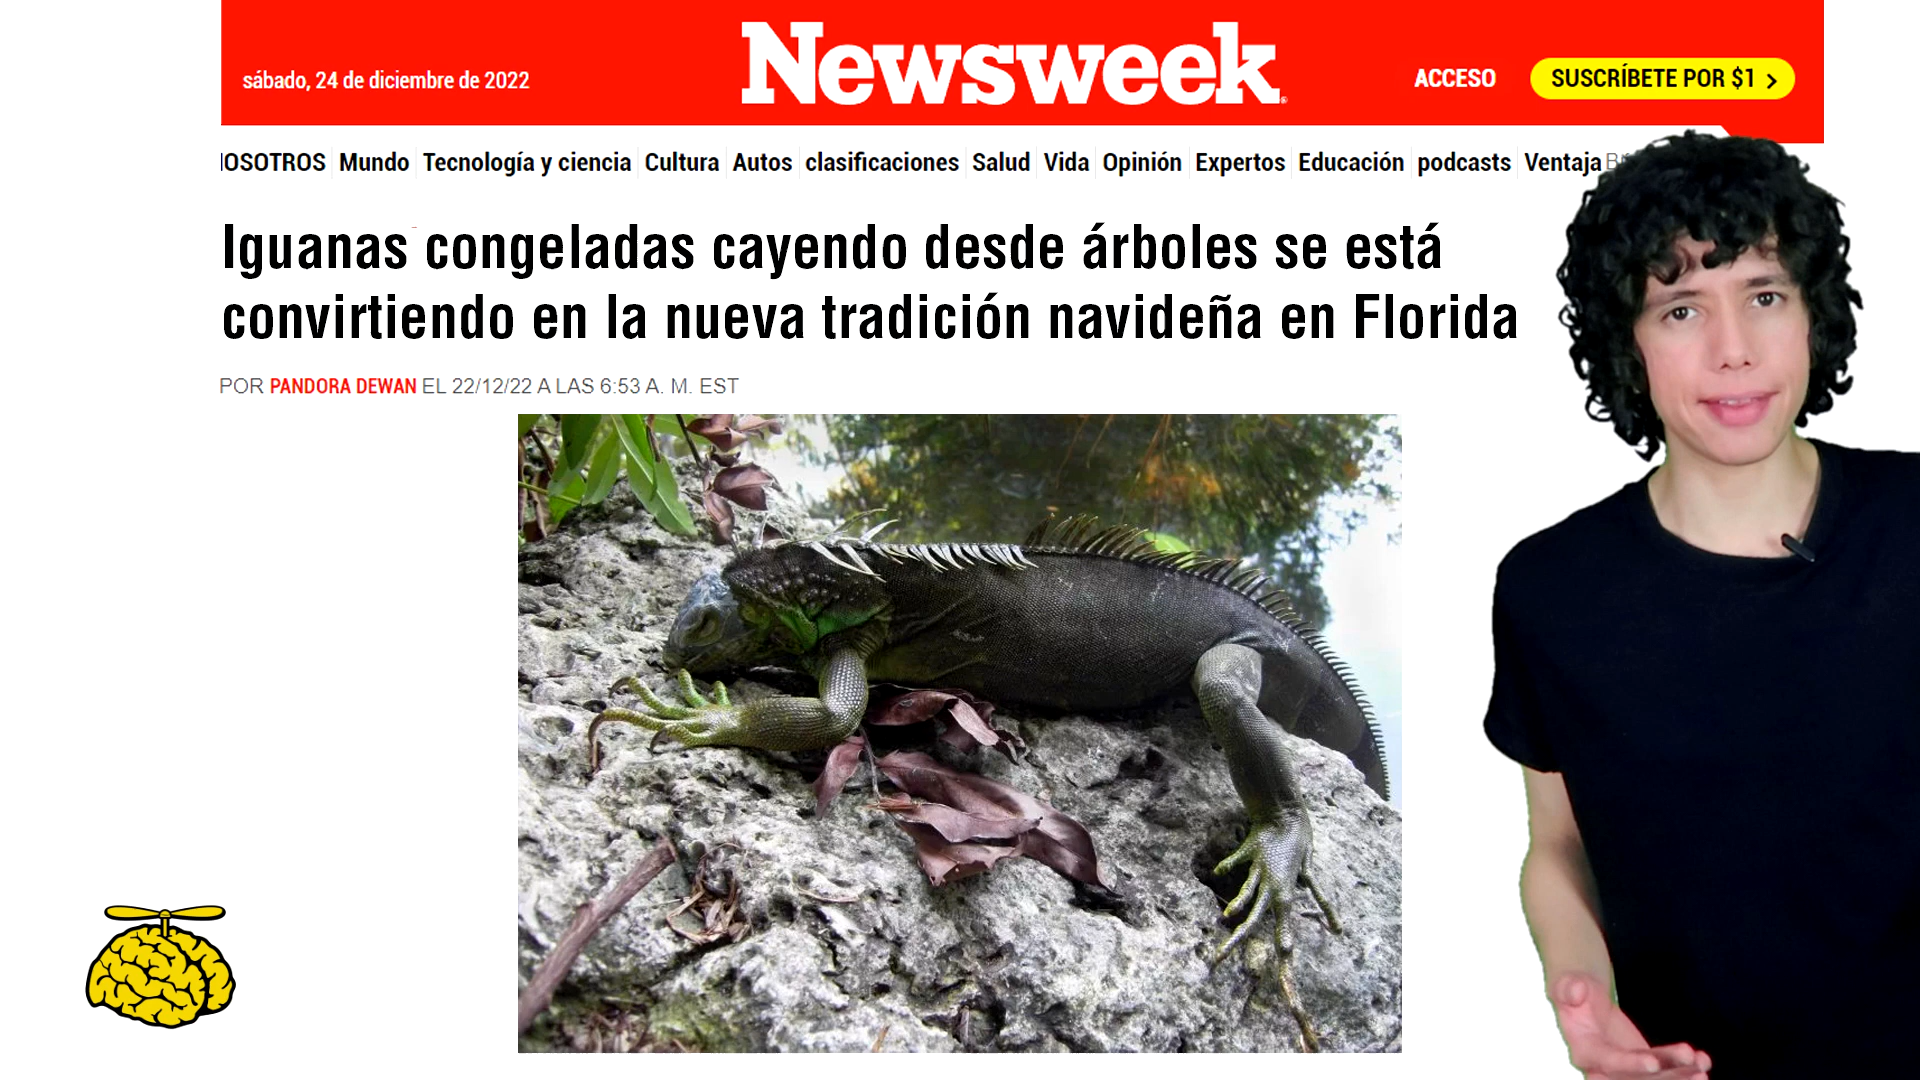 sábado, 24 de diciembre de 2022
Newsweek
ACCESO
SUSCRÍBETE POR $1
OSOTROS Mundo Tecnología y ciencia Cultura Autos clasificaciones Salud Vida Opinión Expertos Educación podcasts Ventaja
Iguanas congeladas cayendo desde árboles se está
convirtiendo en la nueva tradición navideña en Florida
POR PANDORA DEWAN EL 22/12/22 A LAS 6:53 A. M. EST